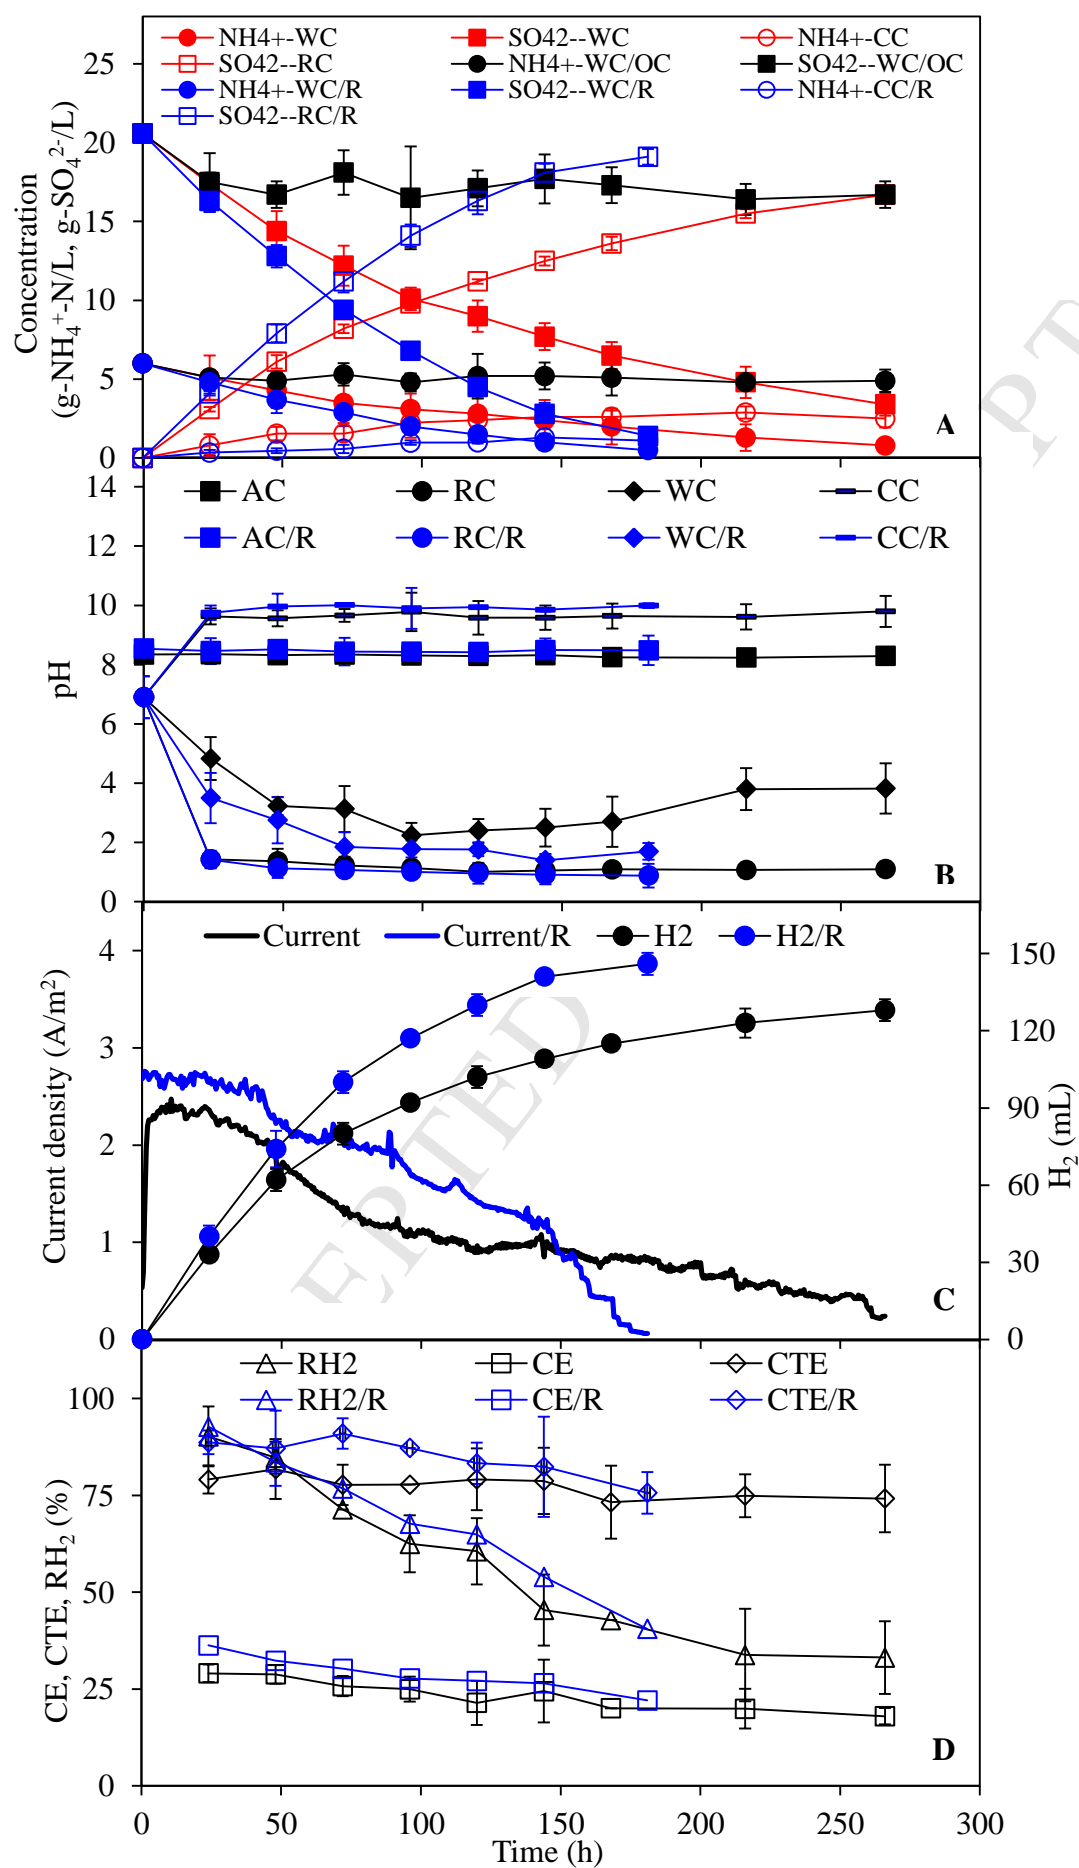 NH4+-WC SO42--WC NH4+-CC
SO42--RC NH4+-WC/OC SO42--WC/OC
NH4+-WC/R SO42--WC/R NH4+-CC/R
SO42--RC/R
25
20
15
10
5
0
Concentration
(g-NH₄⁺-N/L, g-SO₄²⁻/L)
A
PT
AC RC WC CC
AC/R RC/R WC/R CC/R
14
12
10
8
6
4
2
0
pH
B
Current Current/R H2 H2/R
4
3
2
1
0
Current density (A/m²)
150
120
90
60
30
0
H₂ (mL)
EPTED
C
RH2 CE CTE
RH2/R CE/R CTE/R
100
75
50
25
0
CE, CTE, RH₂ (%)
D
0 50 100 150 200 250 300
Time (h)